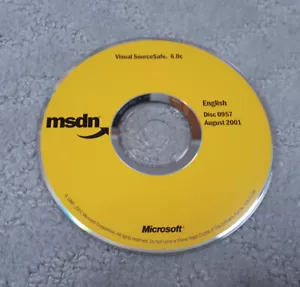 Visual SourceSafe. 6.0c
msdn
English
Disc 0957
August 2001
Microsoft